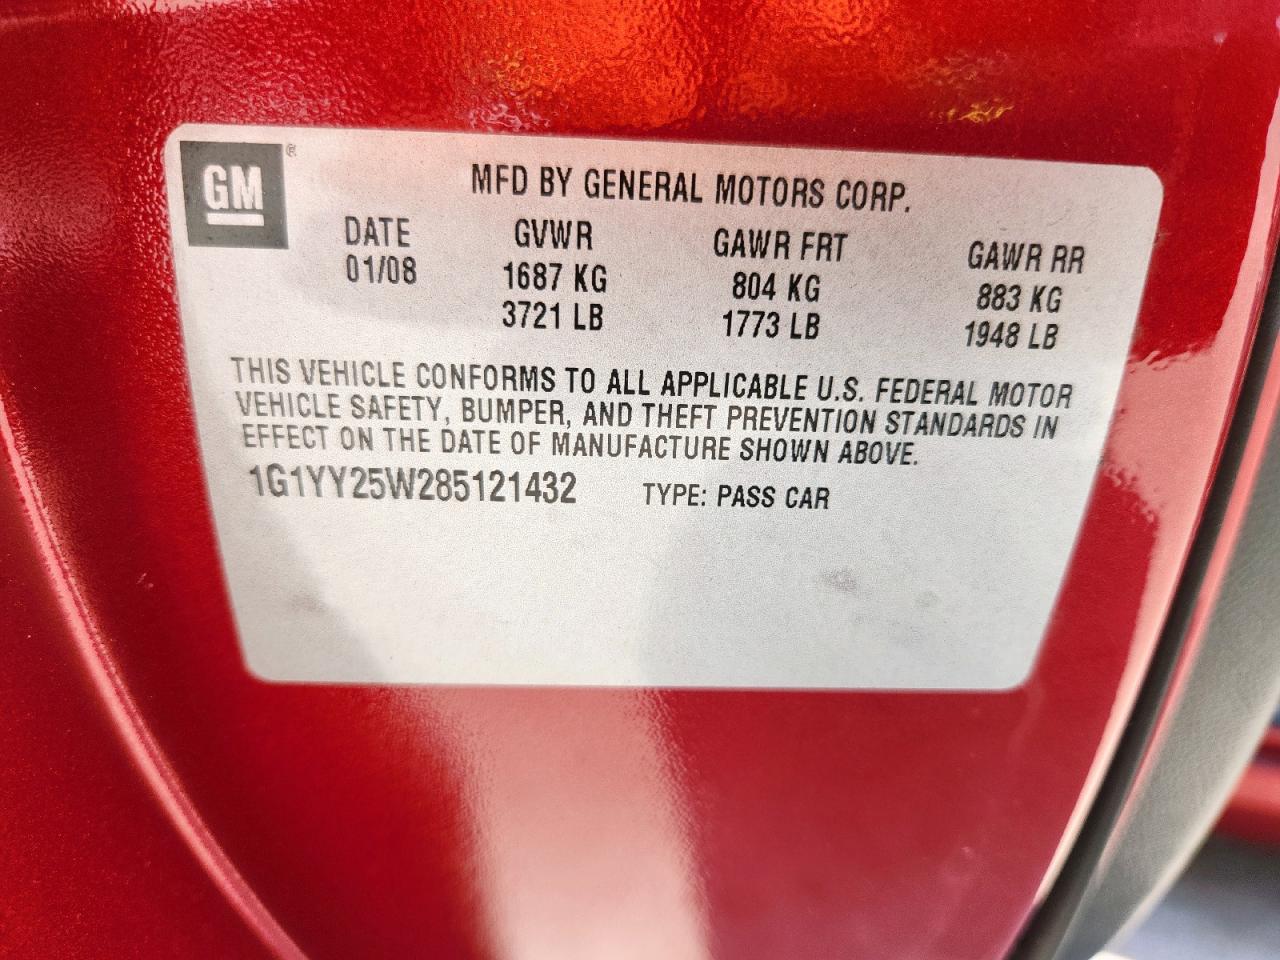 GM®
MFD BY GENERAL MOTORS CORP.
DATE GVWR GAWR FRT GAWR RR
01/08 1687 KG 804 KG 883 KG
3721 LB 1773 LB 1948 LB
THIS VEHICLE CONFORMS TO ALL APPLICABLE U.S. FEDERAL MOTOR
VEHICLE SAFETY, BUMPER, AND THEFT PREVENTION STANDARDS IN
EFFECT ON THE DATE OF MANUFACTURE SHOWN ABOVE.
1G1YY25W285121432 TYPE: PASS CAR